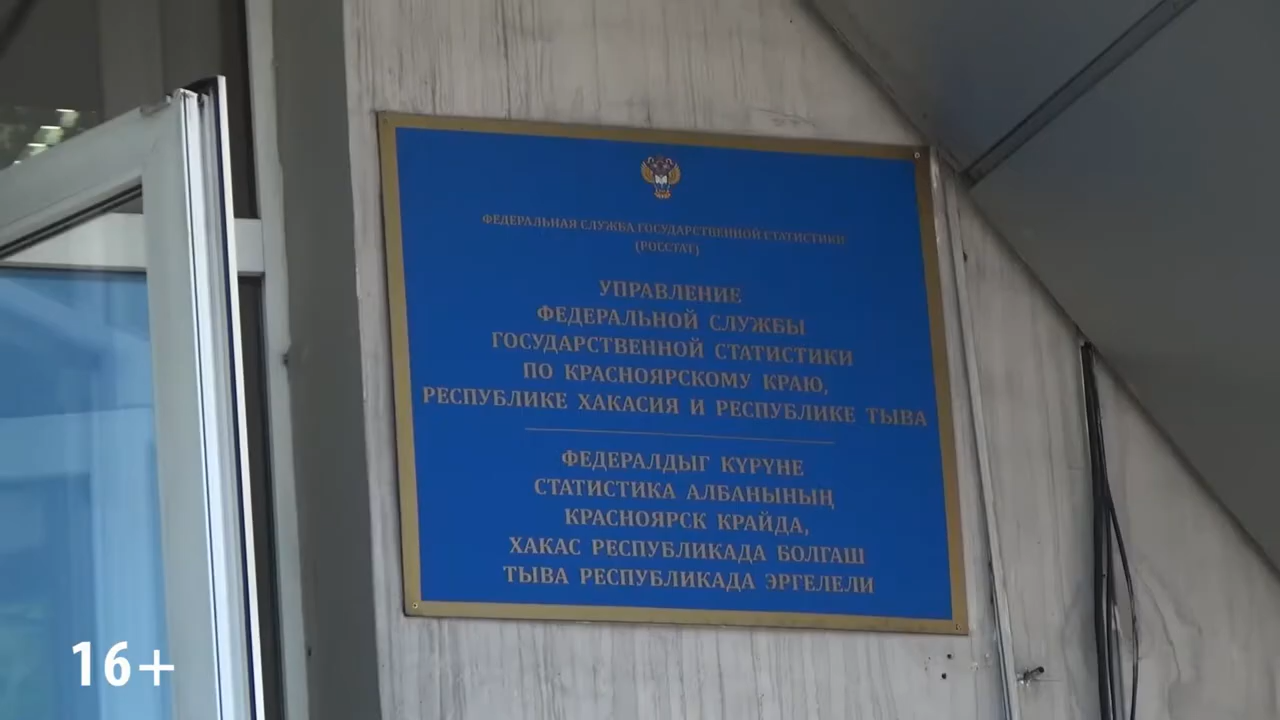 ФЕДЕРАЛЬНАЯ СЛУЖБА ГОСУДАРСТВЕННОЙ СТАТИСТИКИ
(РОССТАТ)
УПРАВЛЕНИЕ
ФЕДЕРАЛЬНОЙ СЛУЖБЫ
ГОСУДАРСТВЕННОЙ СТАТИСТИКИ
ПО КРАСНОЯРСКОМУ КРАЮ,
РЕСПУБЛИКЕ ХАКАСИЯ И РЕСПУБЛИКЕ ТЫВА
ФЕДЕРАЛДЫГ КҮРҮНЕ
СТАТИСТИКА АЛБАНЫНЫҢ
КРАСНОЯРСК КРАЙДА,
ХАКАС РЕСПУБЛИКАДА БОЛГАШ
ТЫВА РЕСПУБЛИКАДА ЭРГЕЛЕЛИ
16+